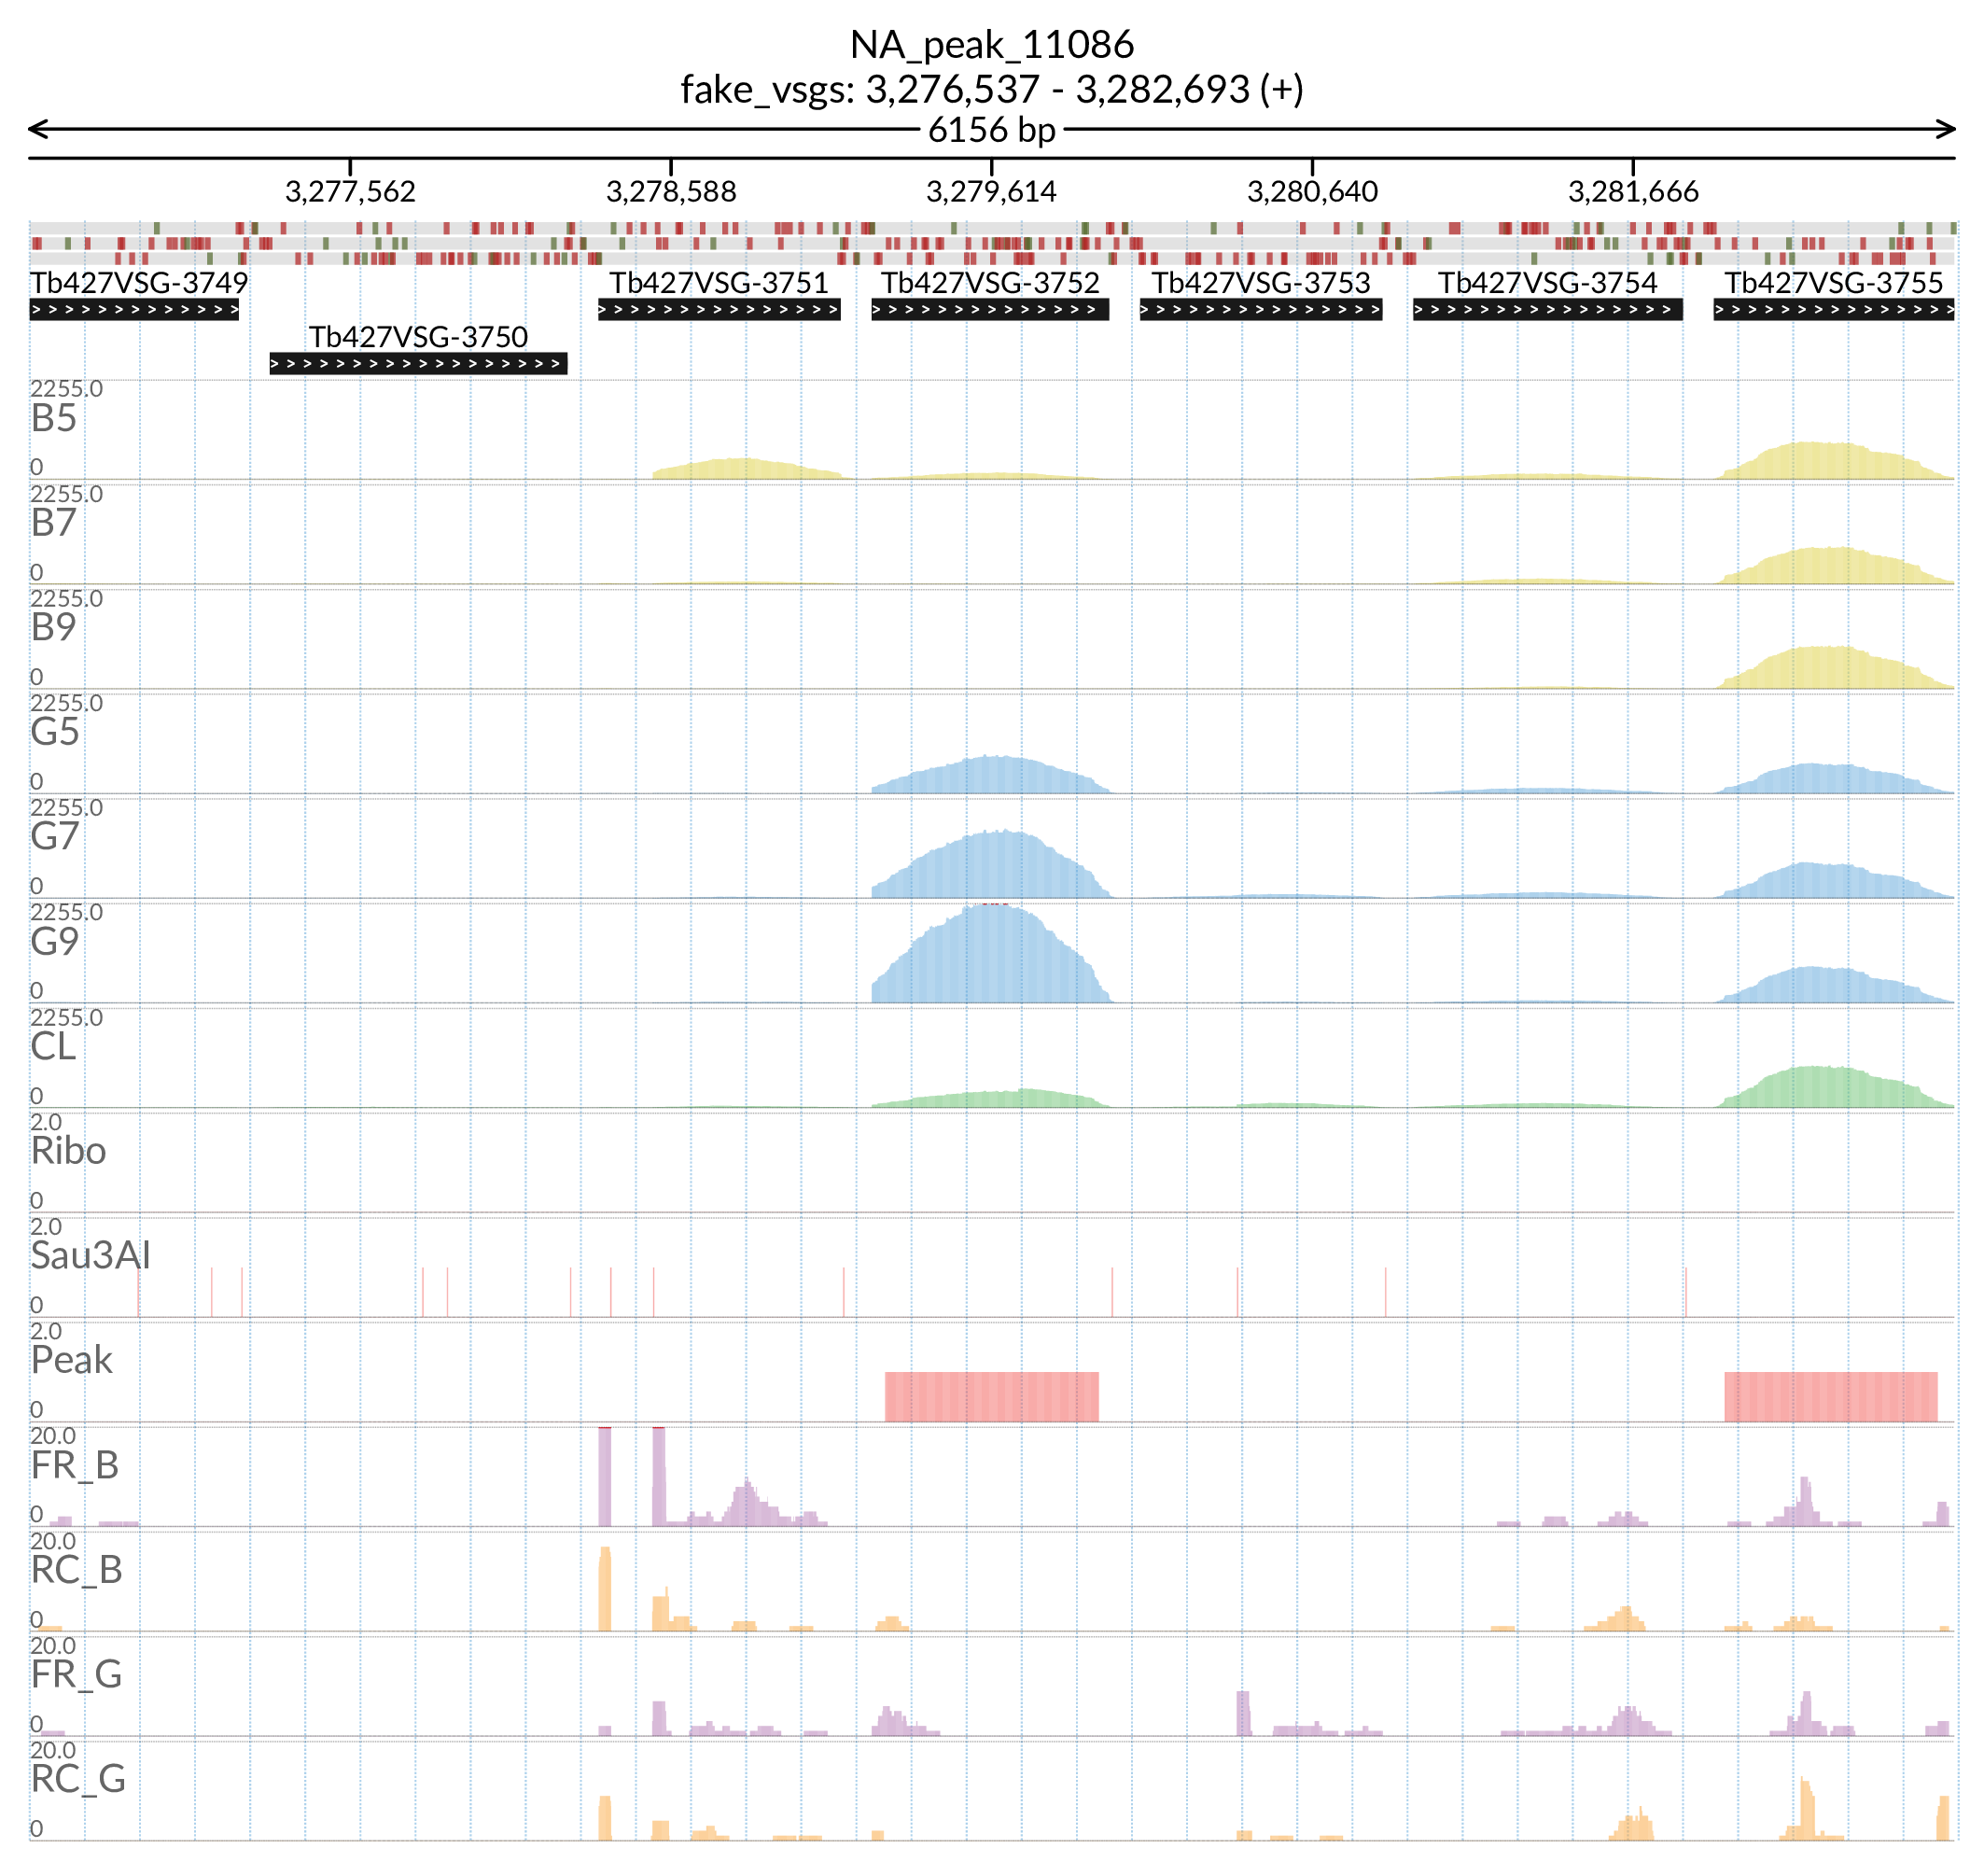 NA_peak_11086
fake_vsgs: 3,276,537 - 3,282,693 (+)
6156 bp
3,277,562 3,278,588 3,279,614 3,280,640 3,281,666
Tb427VSG-3749 Tb427VSG-3751 Tb427VSG-3752 Tb427VSG-3753 Tb427VSG-3754 Tb427VSG-3755
Tb427VSG-3750
2255.0
B5
0
2255.0
B7
0
2255.0
B9
0
2255.0
G5
0
2255.0
G7
0
2255.0
G9
0
2255.0
CL
0
2.0
Ribo
0
2.0
Sau3AI
0
2.0
Peak
0
20.0
FR_B
0
20.0
RC_B
0
20.0
FR_G
0
20.0
RC_G
0